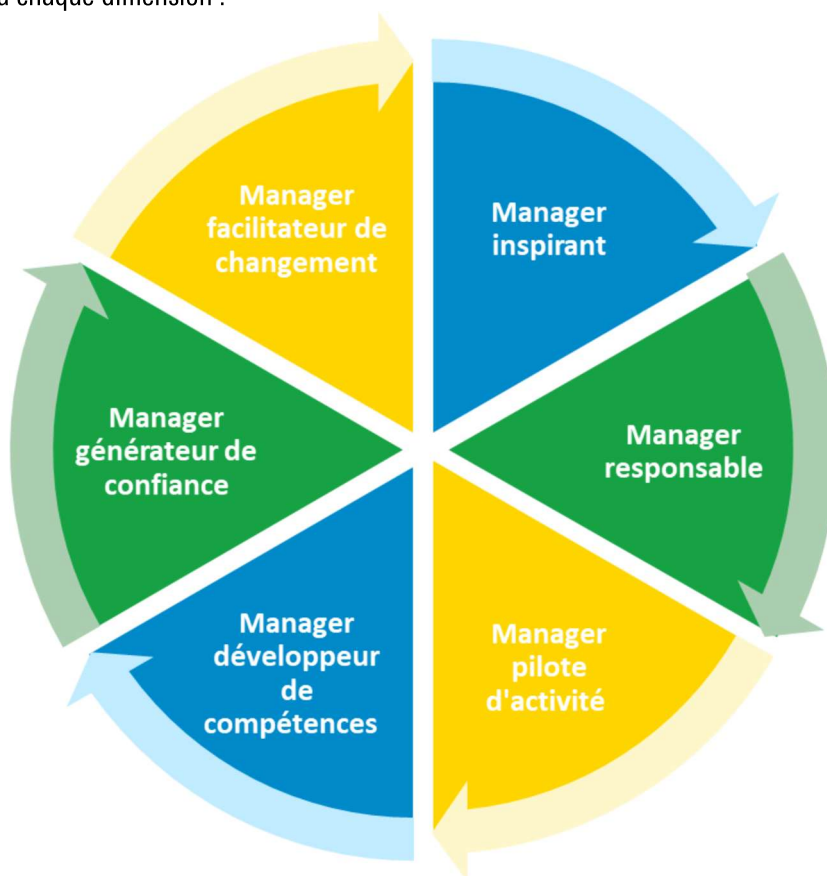 à chaque dimension :
Manager
inspirant
Manager
responsable
Manager
pilote
d'activité
Manager
développeur
de
compétences
Manager
générateur de
confiance
Manager
facilitateur de
changement